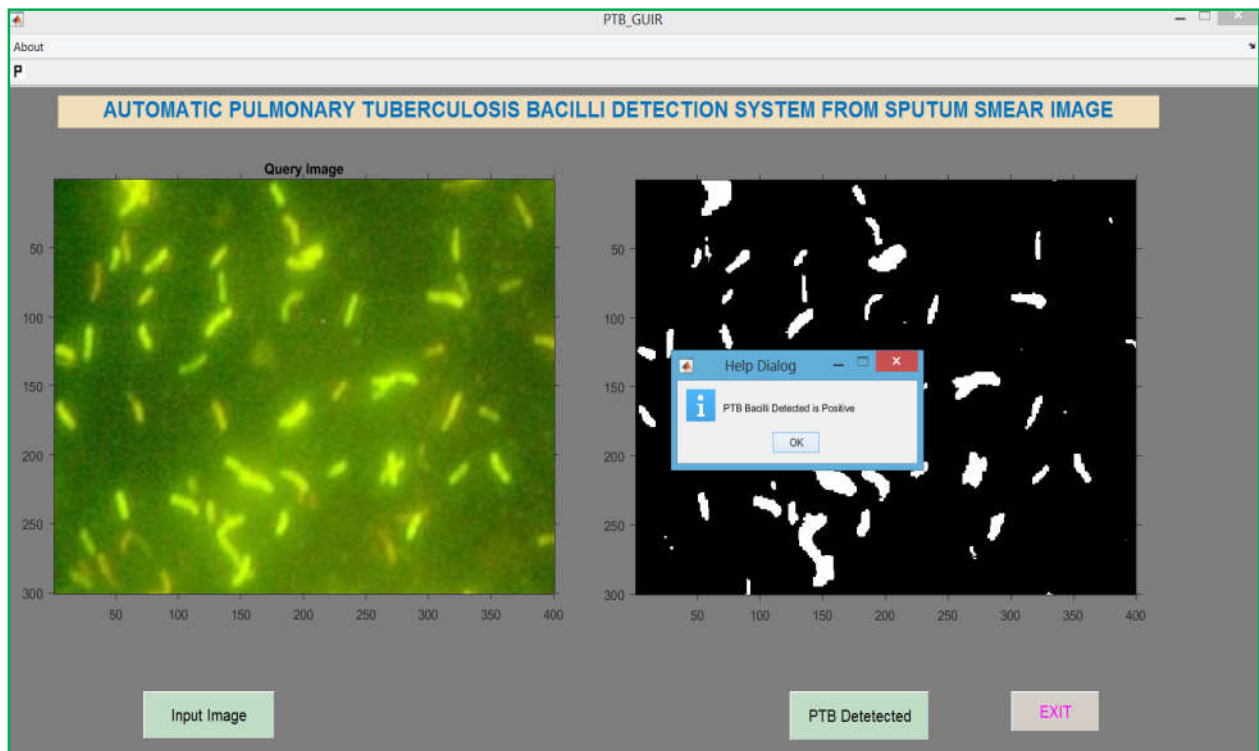 PTB_GUIR
About
P
AUTOMATIC PULMONARY TUBERCULOSIS BACILLI DETECTION SYSTEM FROM SPUTUM SMEAR IMAGE
Query Image
50
100
150
200
250
300
50 100 150 200 250 300 350 400
50
100
150
200
250
300
50 100 150 200 250 300 350 400
Help Dialog
i PTB Bacilli Detected is Positive
OK
Input Image
PTB Detetected
EXIT